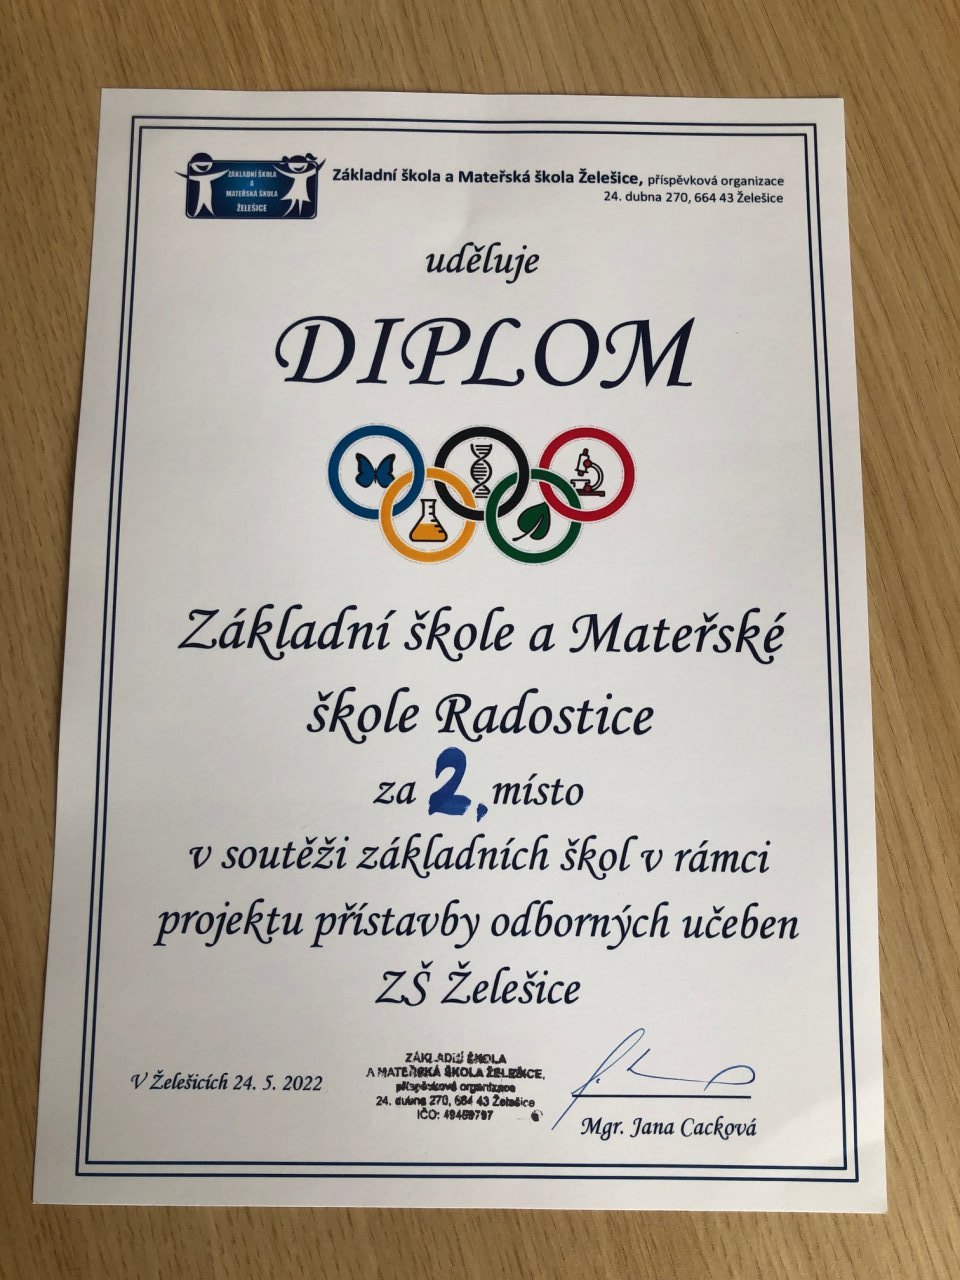 ZÁKLADNÍ ŠKOLA
A
MATEŘSKÁ ŠKOLA
ŽELEŠICE
Základní škola a Mateřská škola Želešice, příspěvková organizace
24. dubna 270, 664 43 Želešice
uděluje
DIPLOM
Základní škole a Mateřské
škole Radostice
za 2. místo
v soutěži základních škol v rámci
projektu přístavby odborných učeben
ZŠ Želešice
V Želešicích 24. 5. 2022
ZÁKLADNÍ ŠKOLA
A MATEŘSKÁ ŠKOLA ŽELEŠICE,
příspěvková organizace
24. dubna 270, 664 43 Želešice
IČO:
Mgr. Jana Cacková